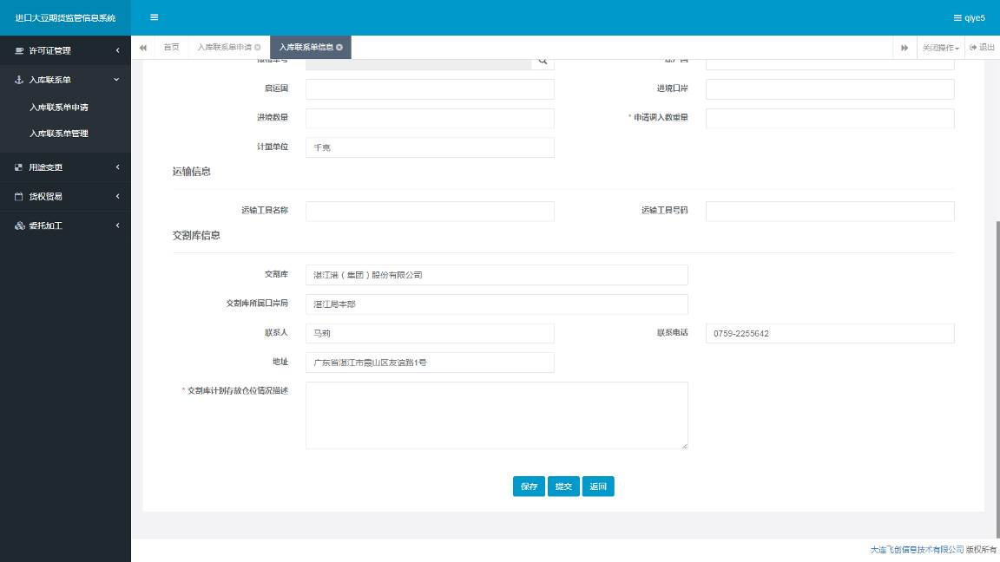 进口大豆期货监管信息系统
qiye5
首页
入库联系单申请
入库联系单信息
关闭操作
退出
许可证管理
入库联系单
入库联系单申请
入库联系单管理
用途变更
货权贸易
委托加工
启运国
进境口岸
进境数量
* 申请调入数重量
计量单位 千克
运输信息
运输工具名称
运输工具号码
交割库信息
交割库 湛江港（集团）股份有限公司
交割库所属口岸局 湛江局本部
联系人 马莉
联系电话 0759-2255642
地址 广东省湛江市霞山区友谊路1号
* 交割库计划存放仓位情况描述
保存 提交 返回
大连飞创信息技术有限公司 版权所有